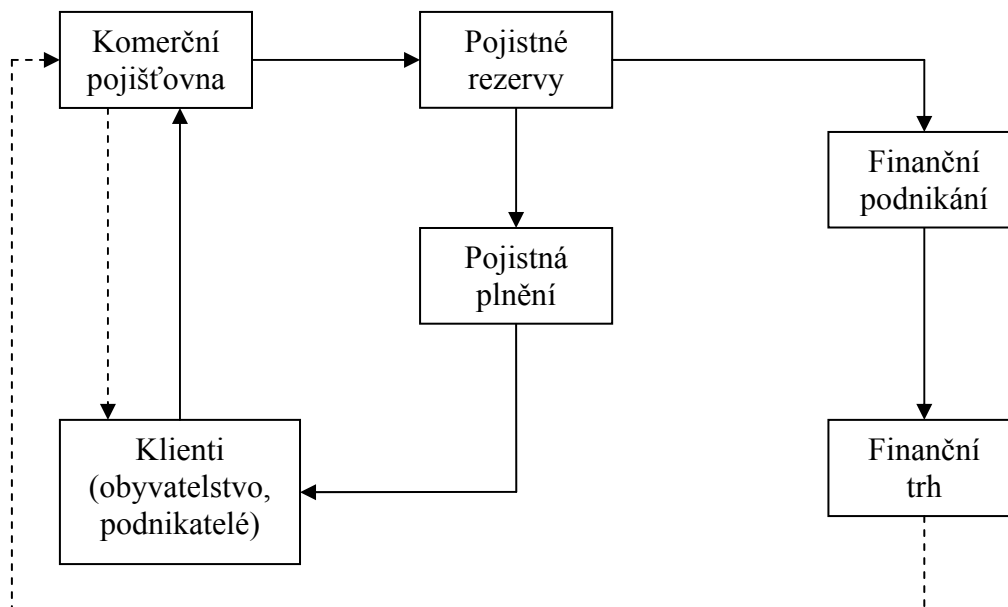 Komerční
pojišťovna
Pojistné
rezervy
Finanční
podnikání
Pojistná
plnění
Klienti
(obyvatelstvo,
podnikatelé)
Finanční
trh